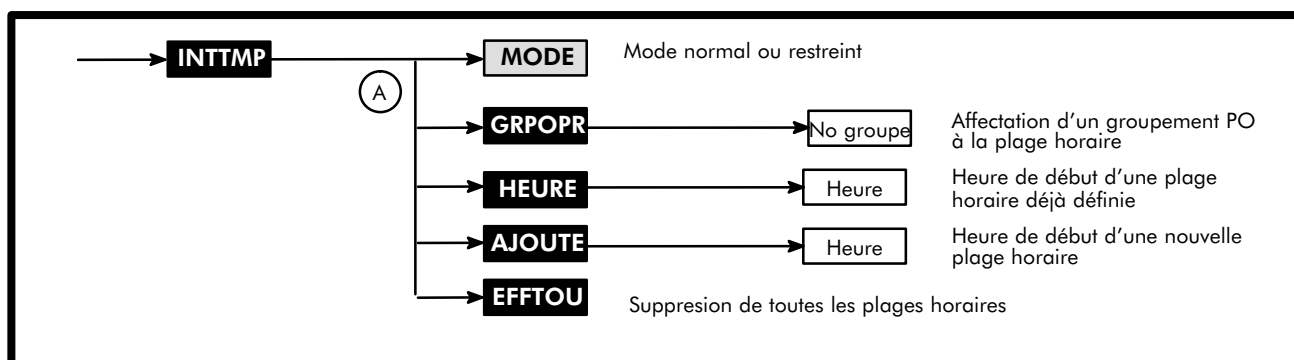 INTTMP
MODE
Mode normal ou restreint
A
GRPOPR
No groupe
Affectation d'un groupement PO
à la plage horaire
HEURE
Heure
Heure de début d'une plage
horaire déjà définie
AJOUTE
Heure
Heure de début d'une nouvelle
plage horaire
EFFTOU
Suppresion de toutes les plages horaires